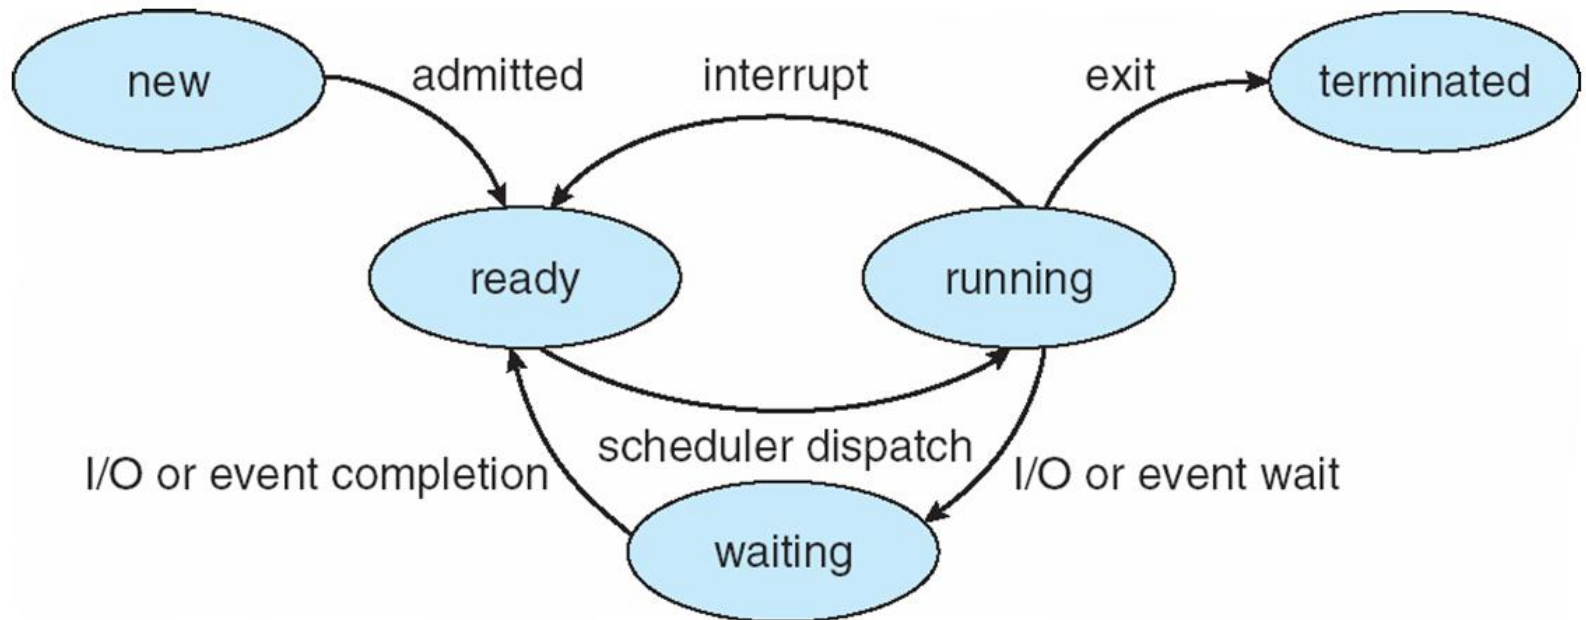 new
admitted
interrupt
exit
terminated
ready
running
scheduler dispatch
I/O or event completion
I/O or event wait
waiting